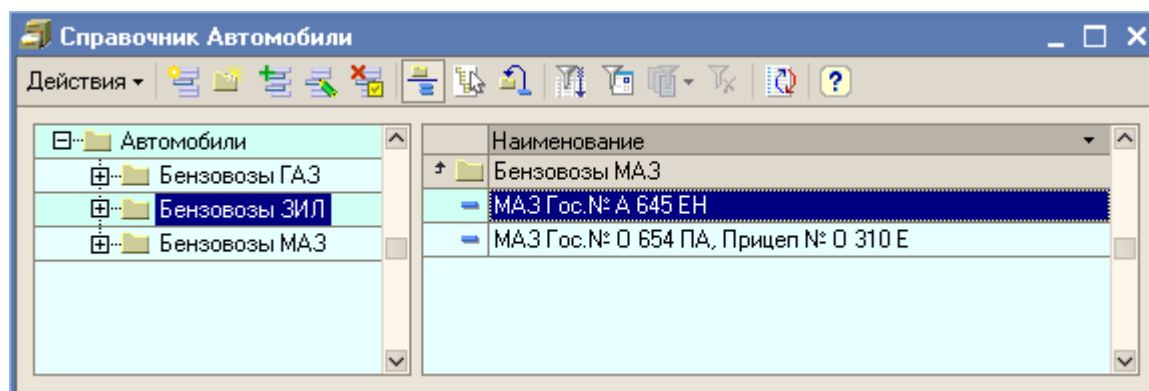 Справочник Автомобили
Действия
Автомобили
Бензовозы ГАЗ
Бензовозы ЗИЛ
Бензовозы МАЗ
Наименование
Бензовозы МАЗ
МАЗ Гос.№ А 645 ЕН
МАЗ Гос.№ О 654 ПА, Прицеп № О 310 Е